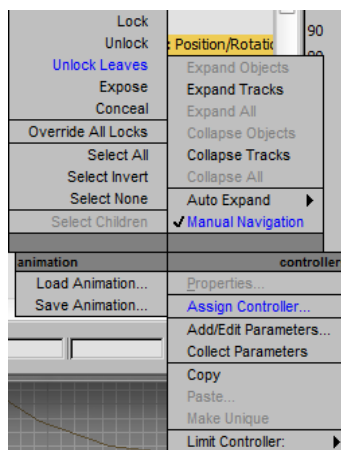 Lock
Unlock
Unlock Leaves
Expose
Conceal
Override All Locks
Select All
Select Invert
Select None
Select Children
: Position/Rotatic
90
Expand Objects
Expand Tracks
Expand All
Collapse Objects
Collapse Tracks
Collapse All
Auto Expand
Manual Navigation
animation
Load Animation...
Save Animation...
controller
Properties...
Assign Controller...
Add/Edit Parameters...
Collect Parameters
Copy
Paste...
Make Unique
Limit Controller: